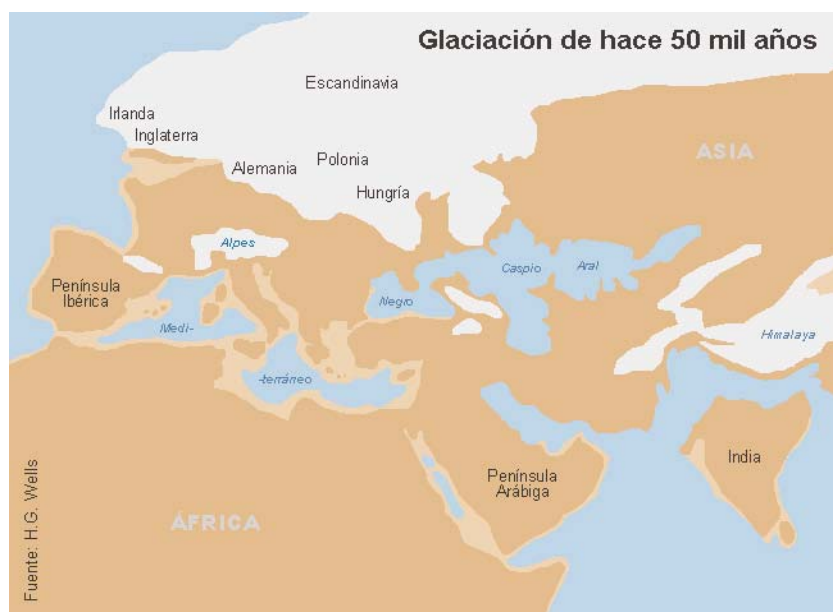 Glaciación de hace 50 mil años
Escandinavia
Irlanda
Inglaterra
ASIA
Alemania
Polonia
Hungría
Alpes
Península
Ibérica
Caspio
Aral
Negro
Medi-
Himalaya
-terráneo
India
Península
Arábiga
ÁFRICA
Fuente: H.G. Wells